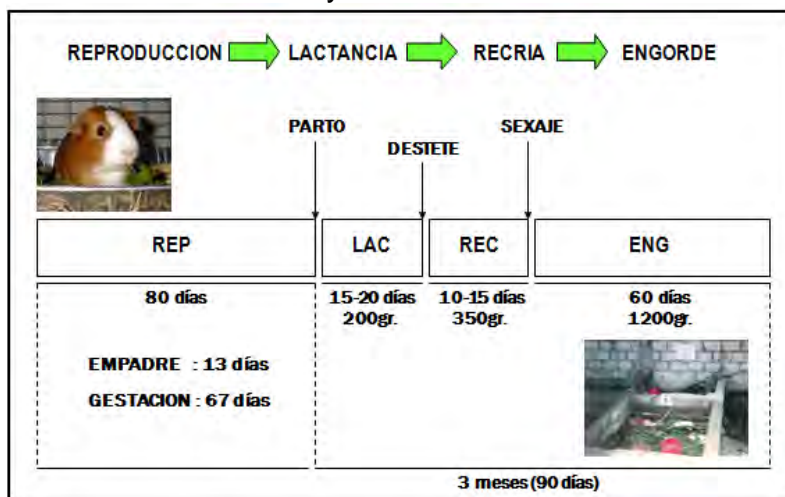 REPRODUCCION LACTANCIA RECRIA ENGORDE
PARTO SEXAJE
DESTETE
REP LAC REC ENG
80 días 15-20 días 10-15 días 60 días
200gr. 350gr. 1200gr.
EMPADRE : 13 días
GESTACION : 67 días
3 meses (90 días)